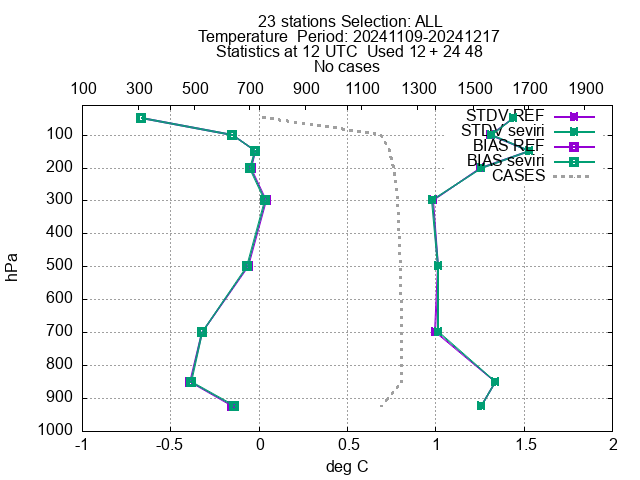 23 stations Selection: ALL
Temperature  Period: 20241109-20241217
Statistics at 12 UTC  Used 12 + 24 48
No cases
100 300 500 700 900 1100 1300 1500 1700 1900
STDV REF
STDV seviri
BIAS REF
BIAS seviri
CASES
100
200
300
400
500
600
700
800
900
1000
hPa
-1 -0.5 0 0.5 1 1.5 2
deg C